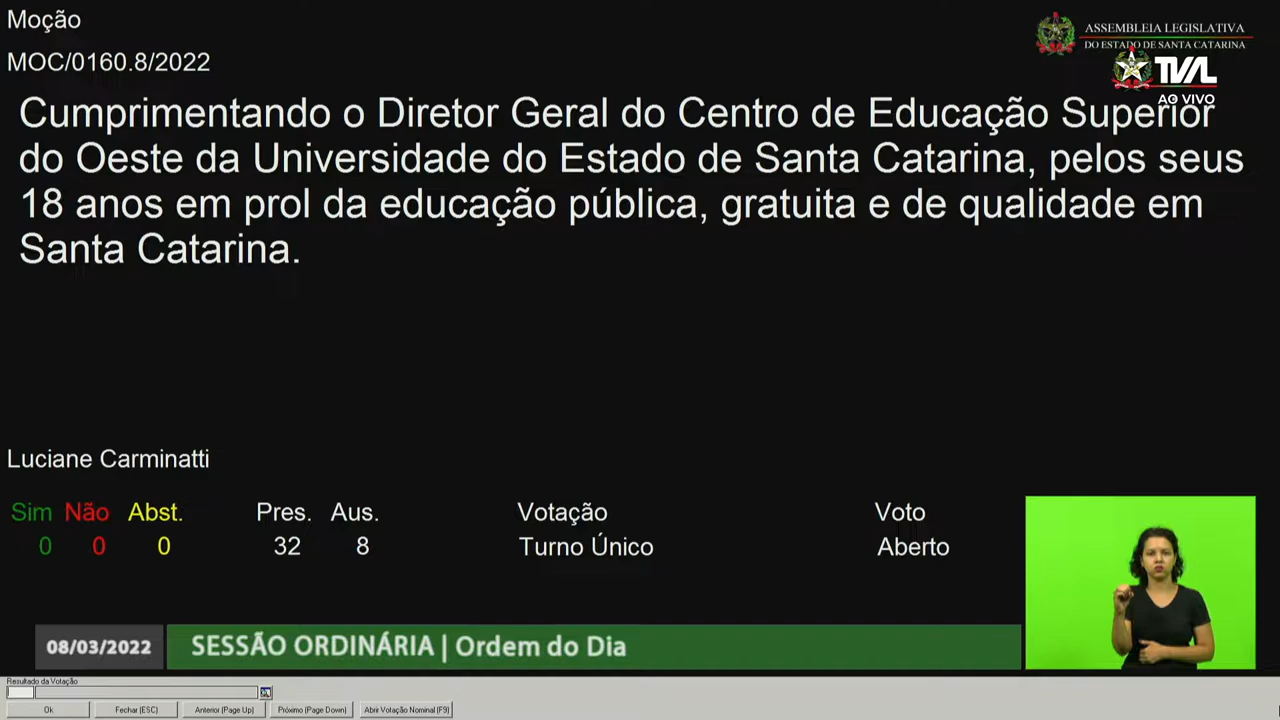 Moção
ASSEMBLEIA LEGISLATIVA
DO ESTADO DE SANTA CATARINA
MOC/0160.8/2022
TVAL
AO VIVO
Cumprimentando o Diretor Geral do Centro de Educação Superior
do Oeste da Universidade do Estado de Santa Catarina, pelos seus
18 anos em prol da educação pública, gratuita e de qualidade em
Santa Catarina.
Luciane Carminatti
Sim Não Abst. Pres. Aus. Votação Voto
0 0 0 32 8 Turno Único Aberto
08/03/2022 SESSÃO ORDINÁRIA | Ordem do Dia
Resultado da Votação
Ok Fechar (ESC) Anterior (Page Up) Próximo (Page Down) Abrir Votação Nominal (F9)